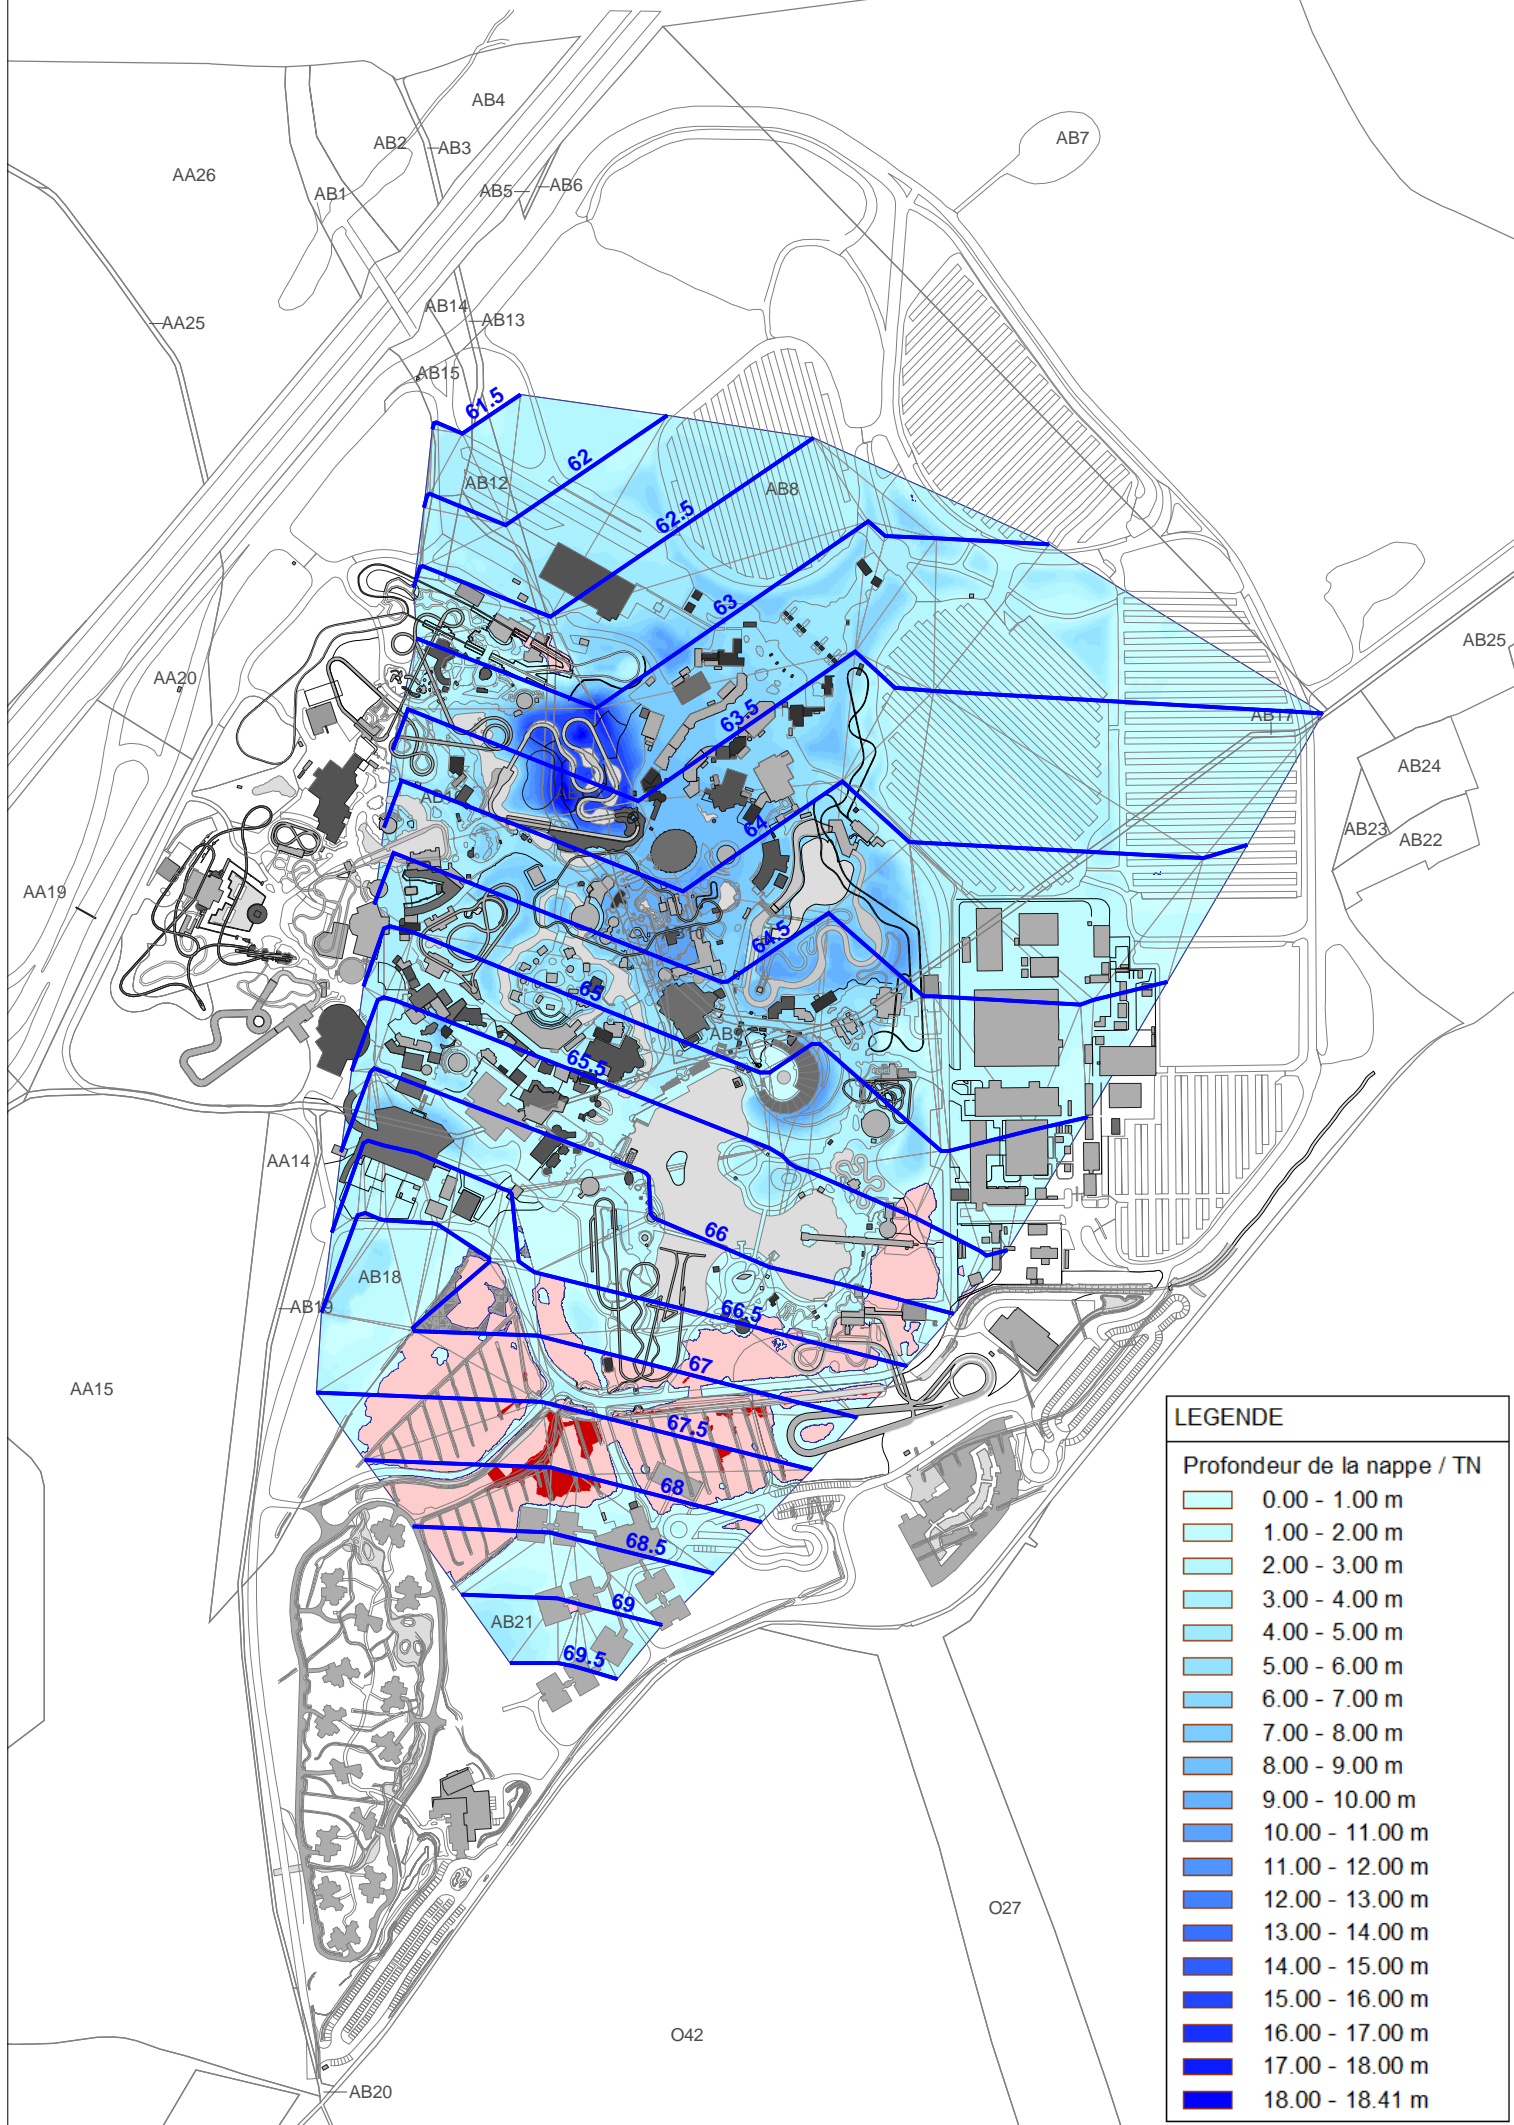 AB4
AB7
AB2
AB3
AA26
AB5
AB6
AB1
AB14
AB13
AA25
AB15
61.5
62
AB12
AB8
62.5
63
AB25
AA20
63.5
AB17
AB24
64
AB23
AB22
AA19
64.5
65
AB9
65.5
AA14
66
AB18
AB19
66.5
67
AA15
67.5
68
68.5
69
AB21
69.5
O27
O42
AB20
LEGENDE
Profondeur de la nappe / TN
0.00 - 1.00 m
1.00 - 2.00 m
2.00 - 3.00 m
3.00 - 4.00 m
4.00 - 5.00 m
5.00 - 6.00 m
6.00 - 7.00 m
7.00 - 8.00 m
8.00 - 9.00 m
9.00 - 10.00 m
10.00 - 11.00 m
11.00 - 12.00 m
12.00 - 13.00 m
13.00 - 14.00 m
14.00 - 15.00 m
15.00 - 16.00 m
16.00 - 17.00 m
17.00 - 18.00 m
18.00 - 18.41 m